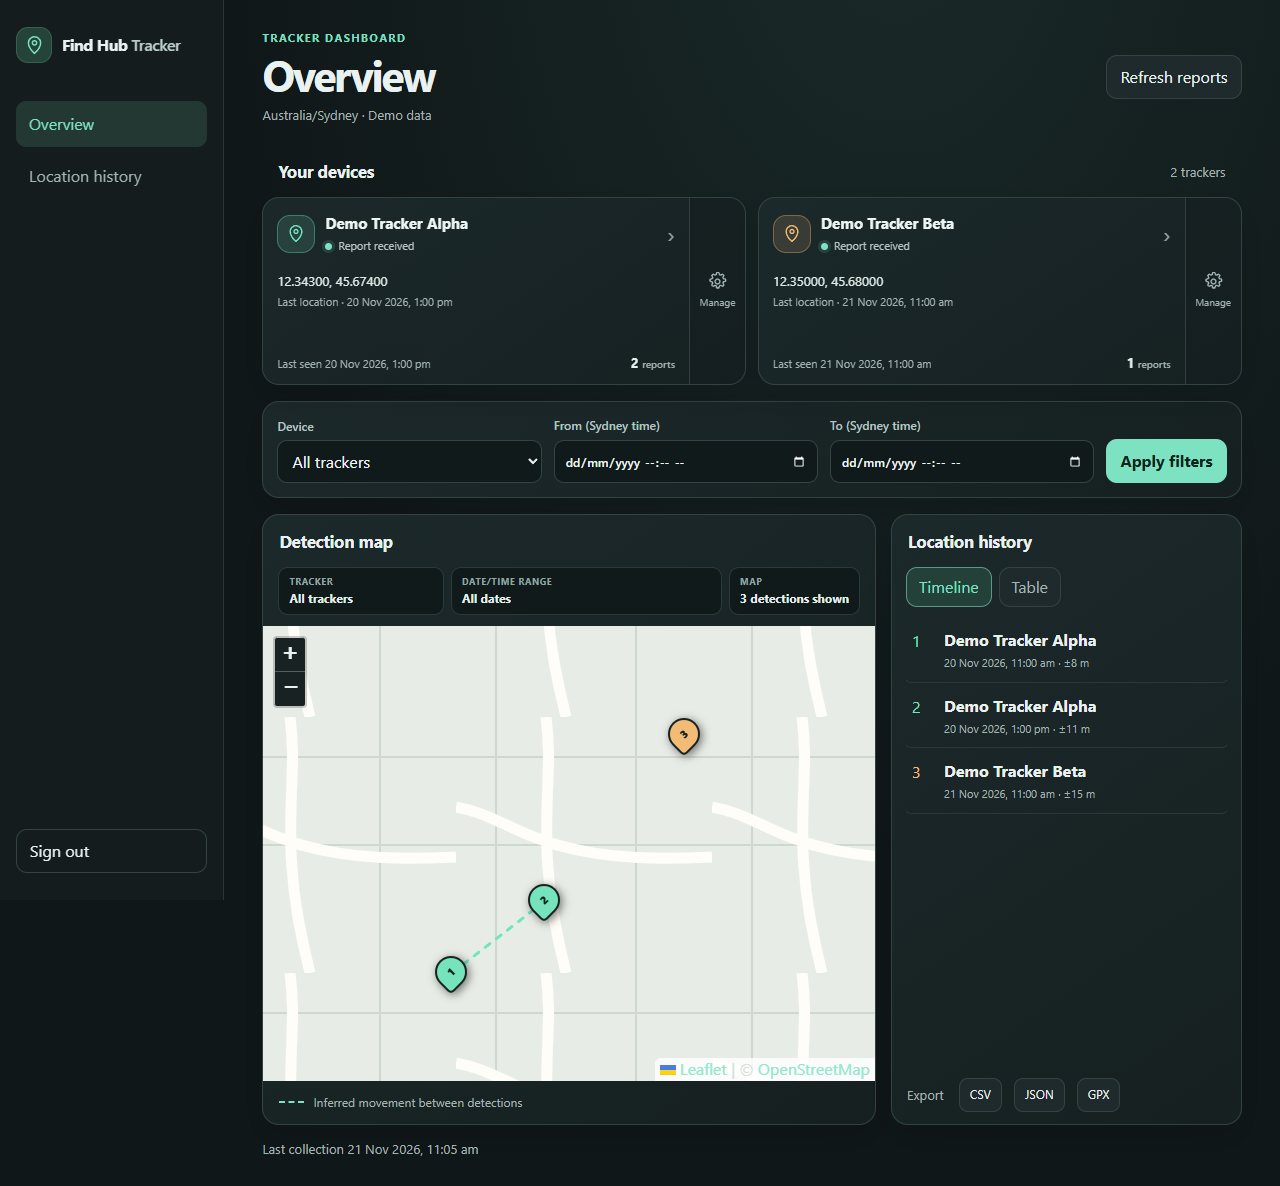 Find Hub Tracker
Overview
Location history
Sign out
TRACKER DASHBOARD
Overview
Australia/Sydney · Demo data
Refresh reports
Your devices
2 trackers
Demo Tracker Alpha
Report received
12.34300, 45.67400
Last location · 20 Nov 2026, 1:00 pm
Last seen 20 Nov 2026, 1:00 pm
2 reports
Manage
Demo Tracker Beta
Report received
12.35000, 45.68000
Last location · 21 Nov 2026, 11:00 am
Last seen 21 Nov 2026, 11:00 am
1 reports
Manage
Device
All trackers
From (Sydney time)
dd/mm/yyyy --:-- --
To (Sydney time)
dd/mm/yyyy --:-- --
Apply filters
Detection map
TRACKER
All trackers
DATE/TIME RANGE
All dates
MAP
3 detections shown
+
−
3
2
1
Leaflet | © OpenStreetMap
Inferred movement between detections
Location history
Timeline
Table
1
Demo Tracker Alpha
20 Nov 2026, 11:00 am · ±8 m
2
Demo Tracker Alpha
20 Nov 2026, 1:00 pm · ±11 m
3
Demo Tracker Beta
21 Nov 2026, 11:00 am · ±15 m
Export
CSV
JSON
GPX
Last collection 21 Nov 2026, 11:05 am